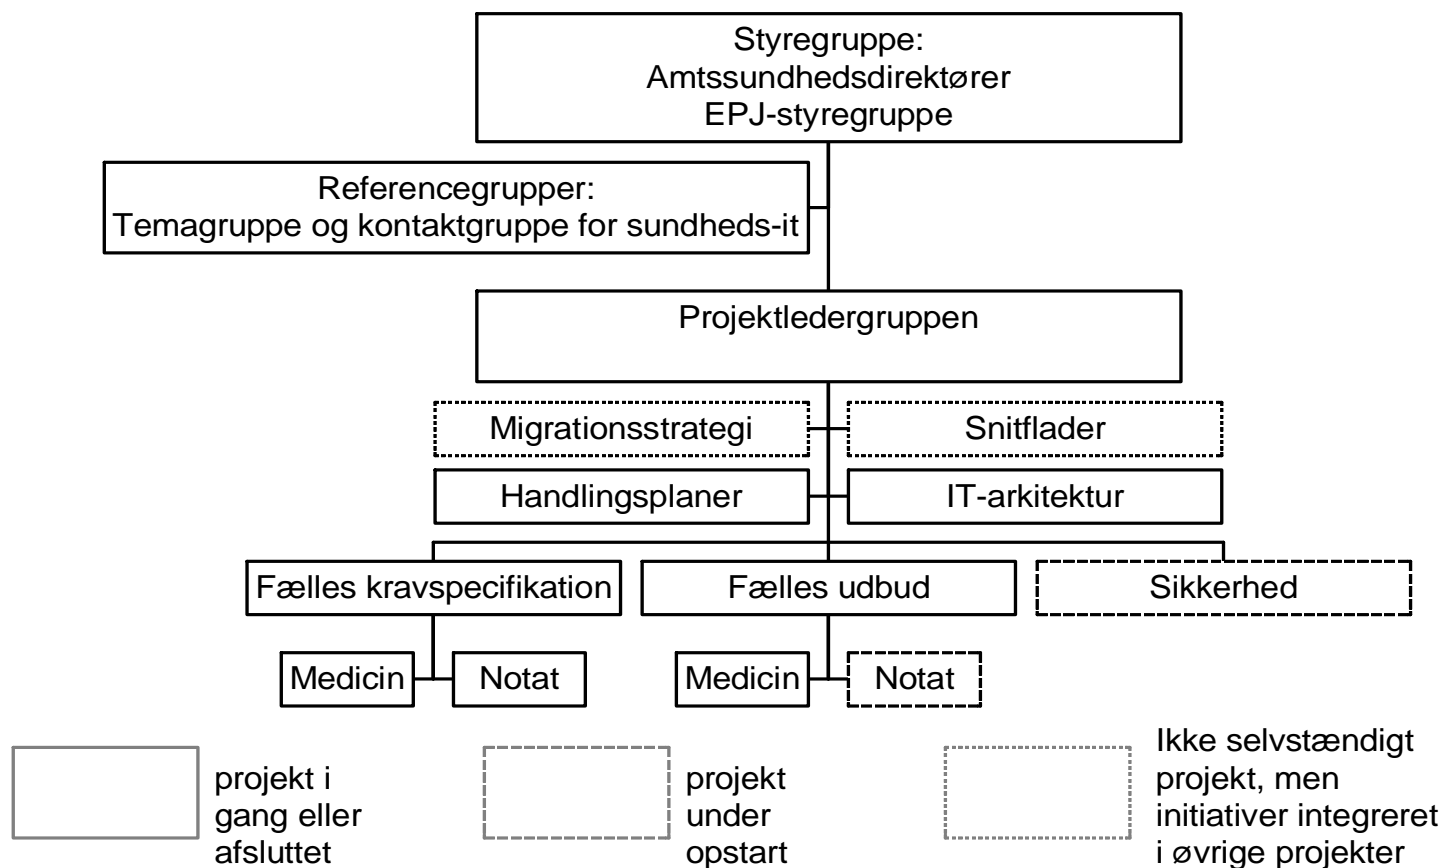 Styregruppe:
Amtssundhedsdirektører
EPJ-styregruppe
Referencegrupper:
Temagruppe og kontaktgruppe for sundheds-it
Projektledergruppen
Migrationsstrategi
Snitflader
Handlingsplaner
IT-arkitektur
Fælles kravspecifikation
Fælles udbud
Sikkerhed
Medicin
Notat
Medicin
Notat
projekt i
gang eller
afsluttet
projekt
under
opstart
Ikke selvstændigt
projekt, men
initiativer integreret
i øvrige projekter